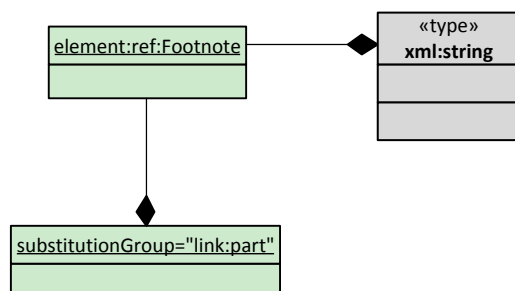 element:ref:Footnote
«type»
xml:string
substitutionGroup="link:part"